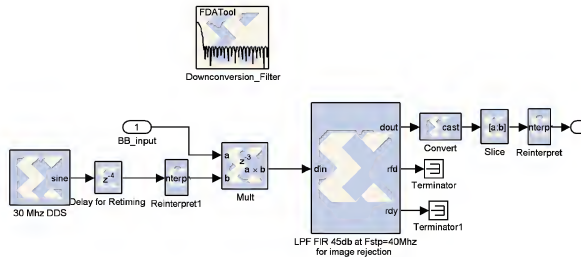 FDATool
Downconversion_Filter
1
BB_input
sine
30 Mhz DDS
z-4
Delay for Retiming
nterp
Reinterpret1
a
b
z-3
a × b
Mult
din
dout
rfd
rdy
LPF FIR 45db at Fstp=40Mhz
for image rejection
cast
Convert
[a:b]
Slice
nterp
Reinterpret
Terminator
Terminator1